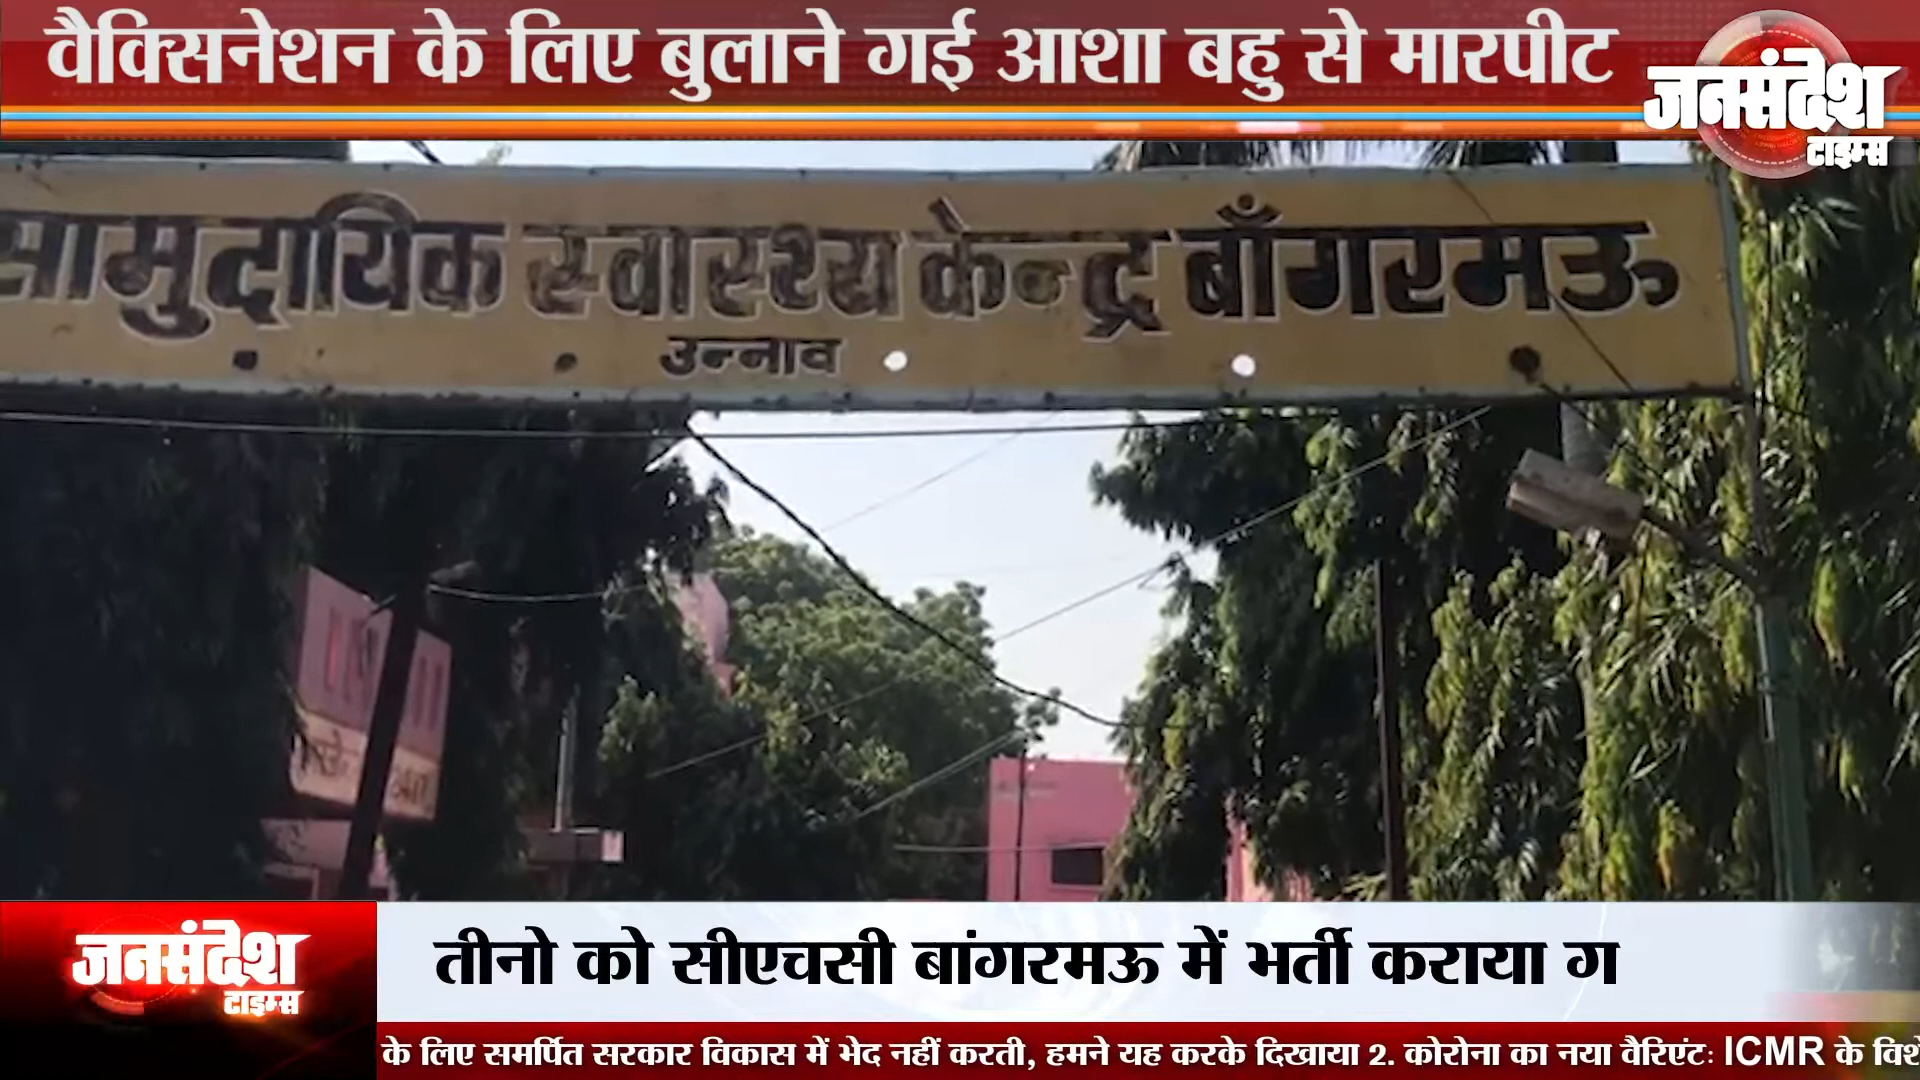 वैक्सिनेशन के लिए बुलाने गई आशा बहु से मारपीट
जनसंदेश
टाइम्स
सामुदायिक स्वास्थ्य केन्द्र बाँगरमऊ
उन्नाव
जनसंदेश
टाइम्स
तीनो को सीएचसी बांगरमऊ में भर्ती कराया ग
के लिए समर्पित सरकार विकास में भेद नहीं करती, हमने यह करके दिखाया 2. कोरोना का नया वैरिएंट: ICMR के विशे